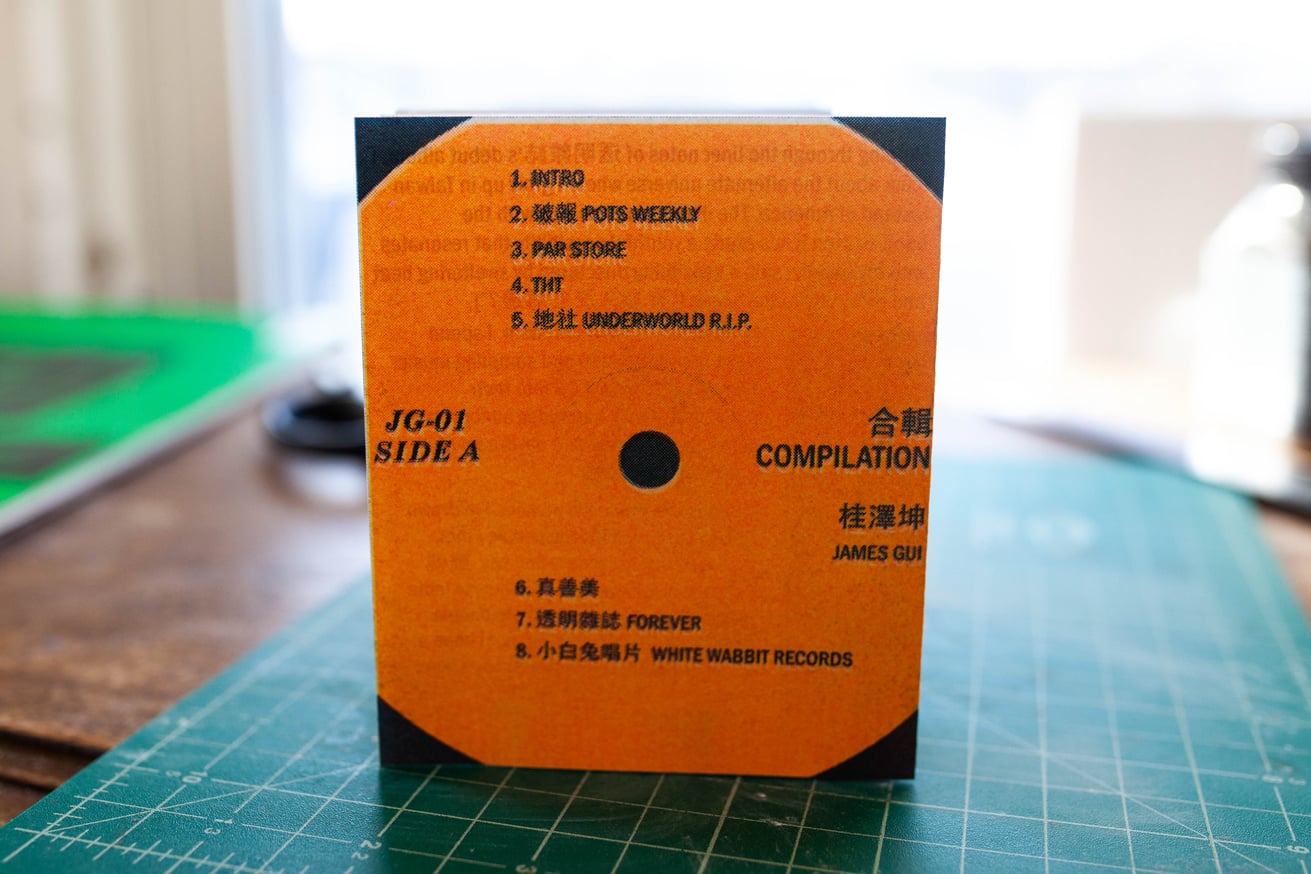 1. INTRO
2. 破報 POTS WEEKLY
3. PAR STORE
4. THT
5. 地社 UNDERWORLD R.I.P.
JG-01
SIDE A
合輯
COMPILATION
桂澤坤
JAMES GUI
6. 真善美
7. 透明雜誌 FOREVER
8. 小白兔唱片 WHITE WABBIT RECORDS